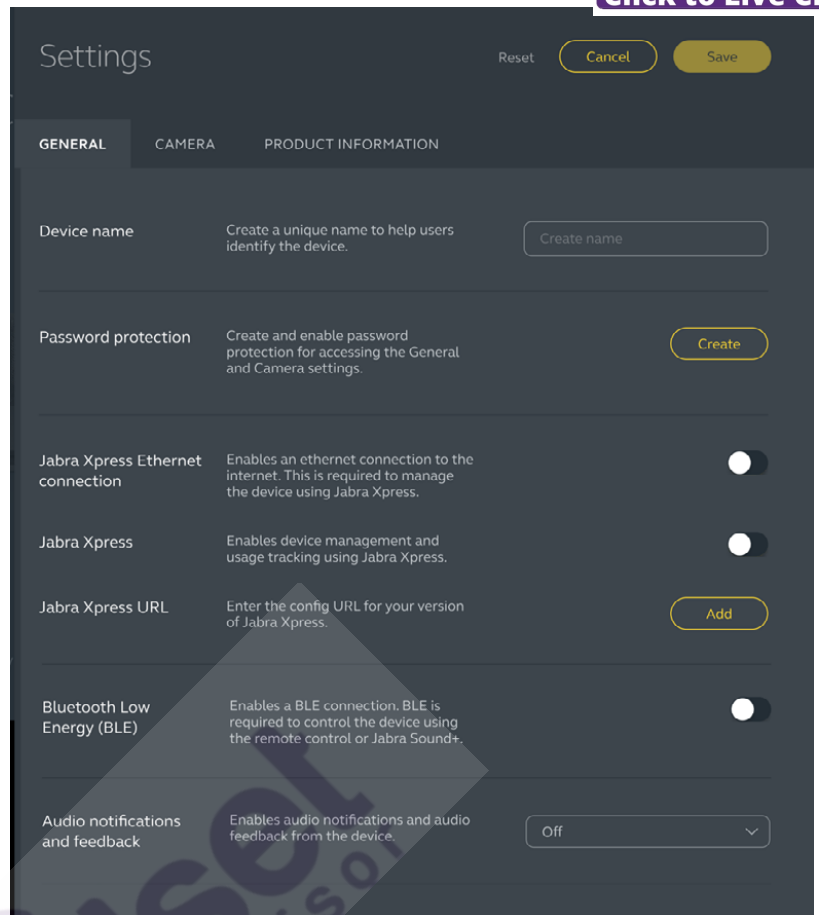 Click to Live
Settings
Reset
Cancel
Save
GENERAL
CAMERA
PRODUCT INFORMATION
Device name
Create a unique name to help users
identify the device.
Create name
Password protection
Create and enable password
protection for accessing the General
and Camera settings.
Create
Jabra Xpress Ethernet
connection
Enables an ethernet connection to the
internet. This is required to manage
the device using Jabra Xpress.
Jabra Xpress
Enables device management and
usage tracking using Jabra Xpress.
Jabra Xpress URL
Enter the config URL for your version
of Jabra Xpress.
Add
Bluetooth Low
Energy (BLE)
Enables a BLE connection. BLE is
required to control the device using
the remote control or Jabra Sound+.
Audio notifications
and feedback
Enables audio notifications and audio
feedback from the device.
Off